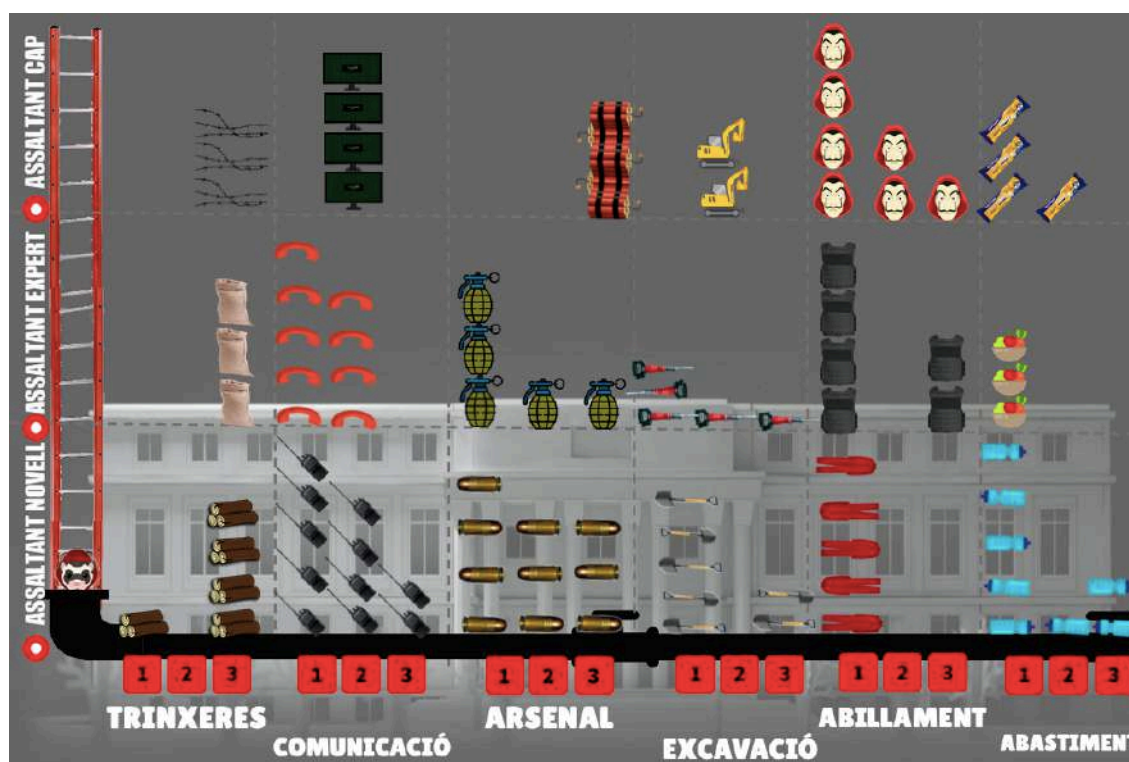 ASSALTANT CAP
ASSALTANT EXPERT
ASSALTANT NOVELL
1 2 3
1 2 3
1 2 3
1 2 3
1 2 3
1 2 3
TRINXERES
COMUNICACIÓ
ARSENAL
EXCAVACIÓ
ABILLAMENT
ABASTIMENT